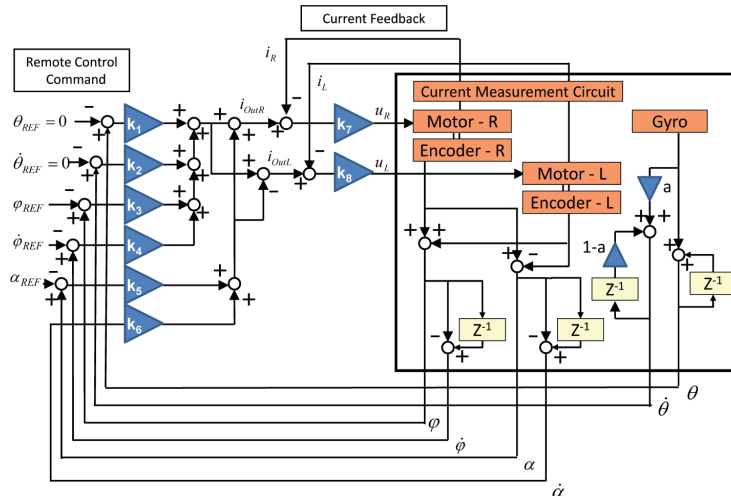 Current Feedback
i_R
Remote Control
Command
i_L
i_OutR
Current Measurement Circuit
θ_REF = 0
k₁
k₇
u_R
Motor - R
Gyro
Encoder - R
θ̇_REF = 0
k₂
i_OutL
k₈
u_L
Motor - L
a
φ_REF
k₃
Encoder - L
φ̇_REF
k₄
1-a
α_REF
k₅
Z⁻¹
Z⁻¹
k₆
Z⁻¹
Z⁻¹
θ
θ̇
φ
φ̇
α
α̇